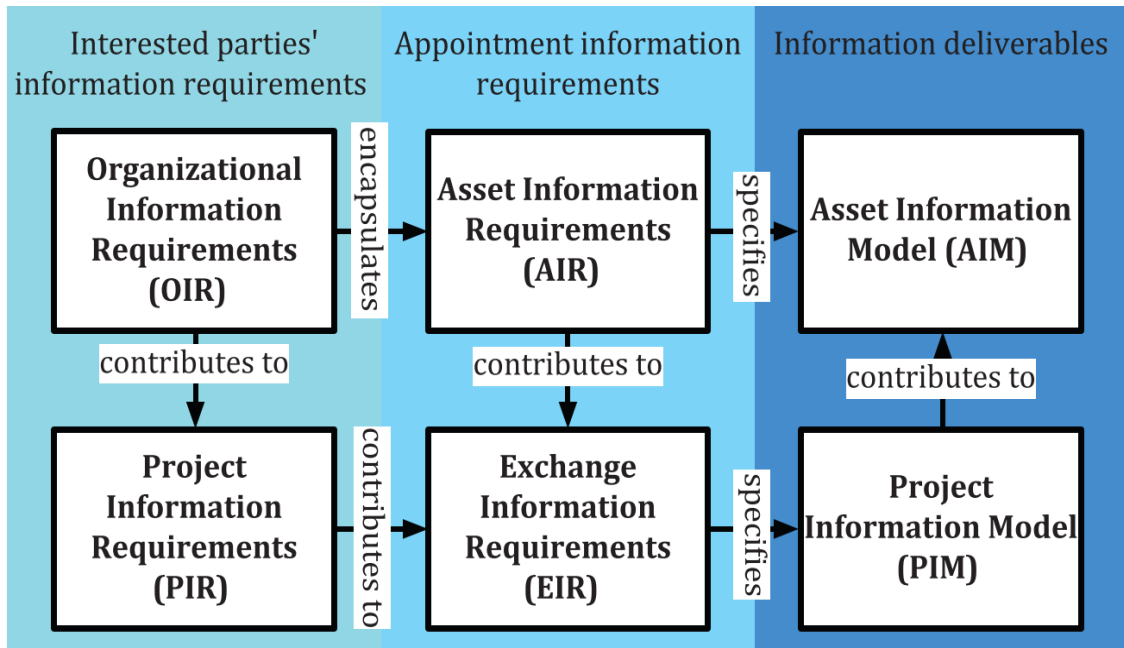 Interested parties'
information requirements
Appointment information
requirements
Information deliverables
Organizational
Information
Requirements
(OIR)
encapsulates
Asset Information
Requirements
(AIR)
specifies
Asset Information
Model (AIM)
contributes to
contributes to
contributes to
Project
Information
Requirements
(PIR)
contributes to
Exchange
Information
Requirements
(EIR)
specifies
Project
Information Model
(PIM)